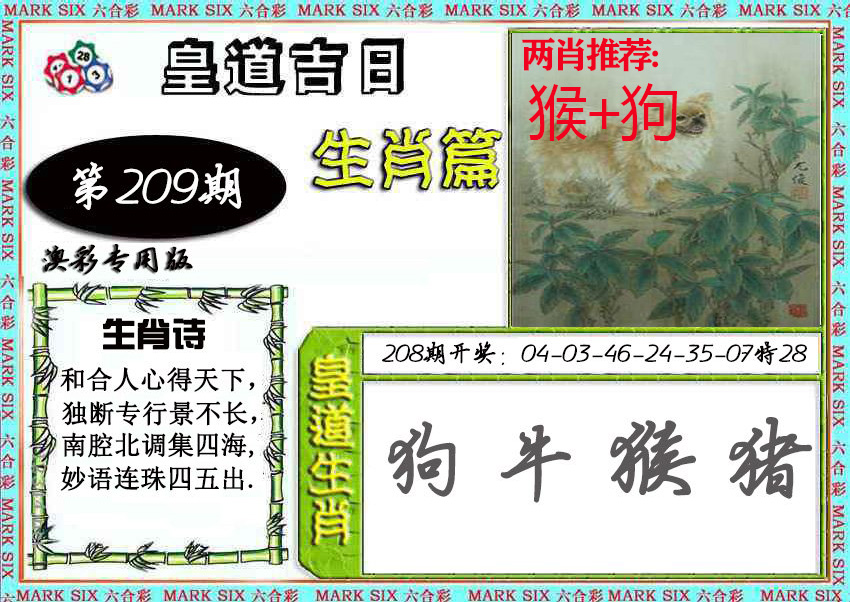 MARK SIX 六合彩 MARK SIX 六合彩 MARK SIX 六合彩 MARK SIX 六合彩 MARK SIX 六合彩 MARK SIX 六合彩
28
1
3
皇道吉日
两肖推荐:
猴+狗
生肖篇
第209期
澳彩专用版
生肖诗
和合人心得天下,
独断专行景不长,
南腔北调集四海,
妙语连珠四五出.
208期开奖: 04-03-46-24-35-07特28
皇道生肖
狗 牛 猴 猪
MARK SIX 六合彩 MARK SIX 六合彩 MARK SIX 六合彩 MARK SIX 六合彩 MARK SIX 六合彩 MARK SIX